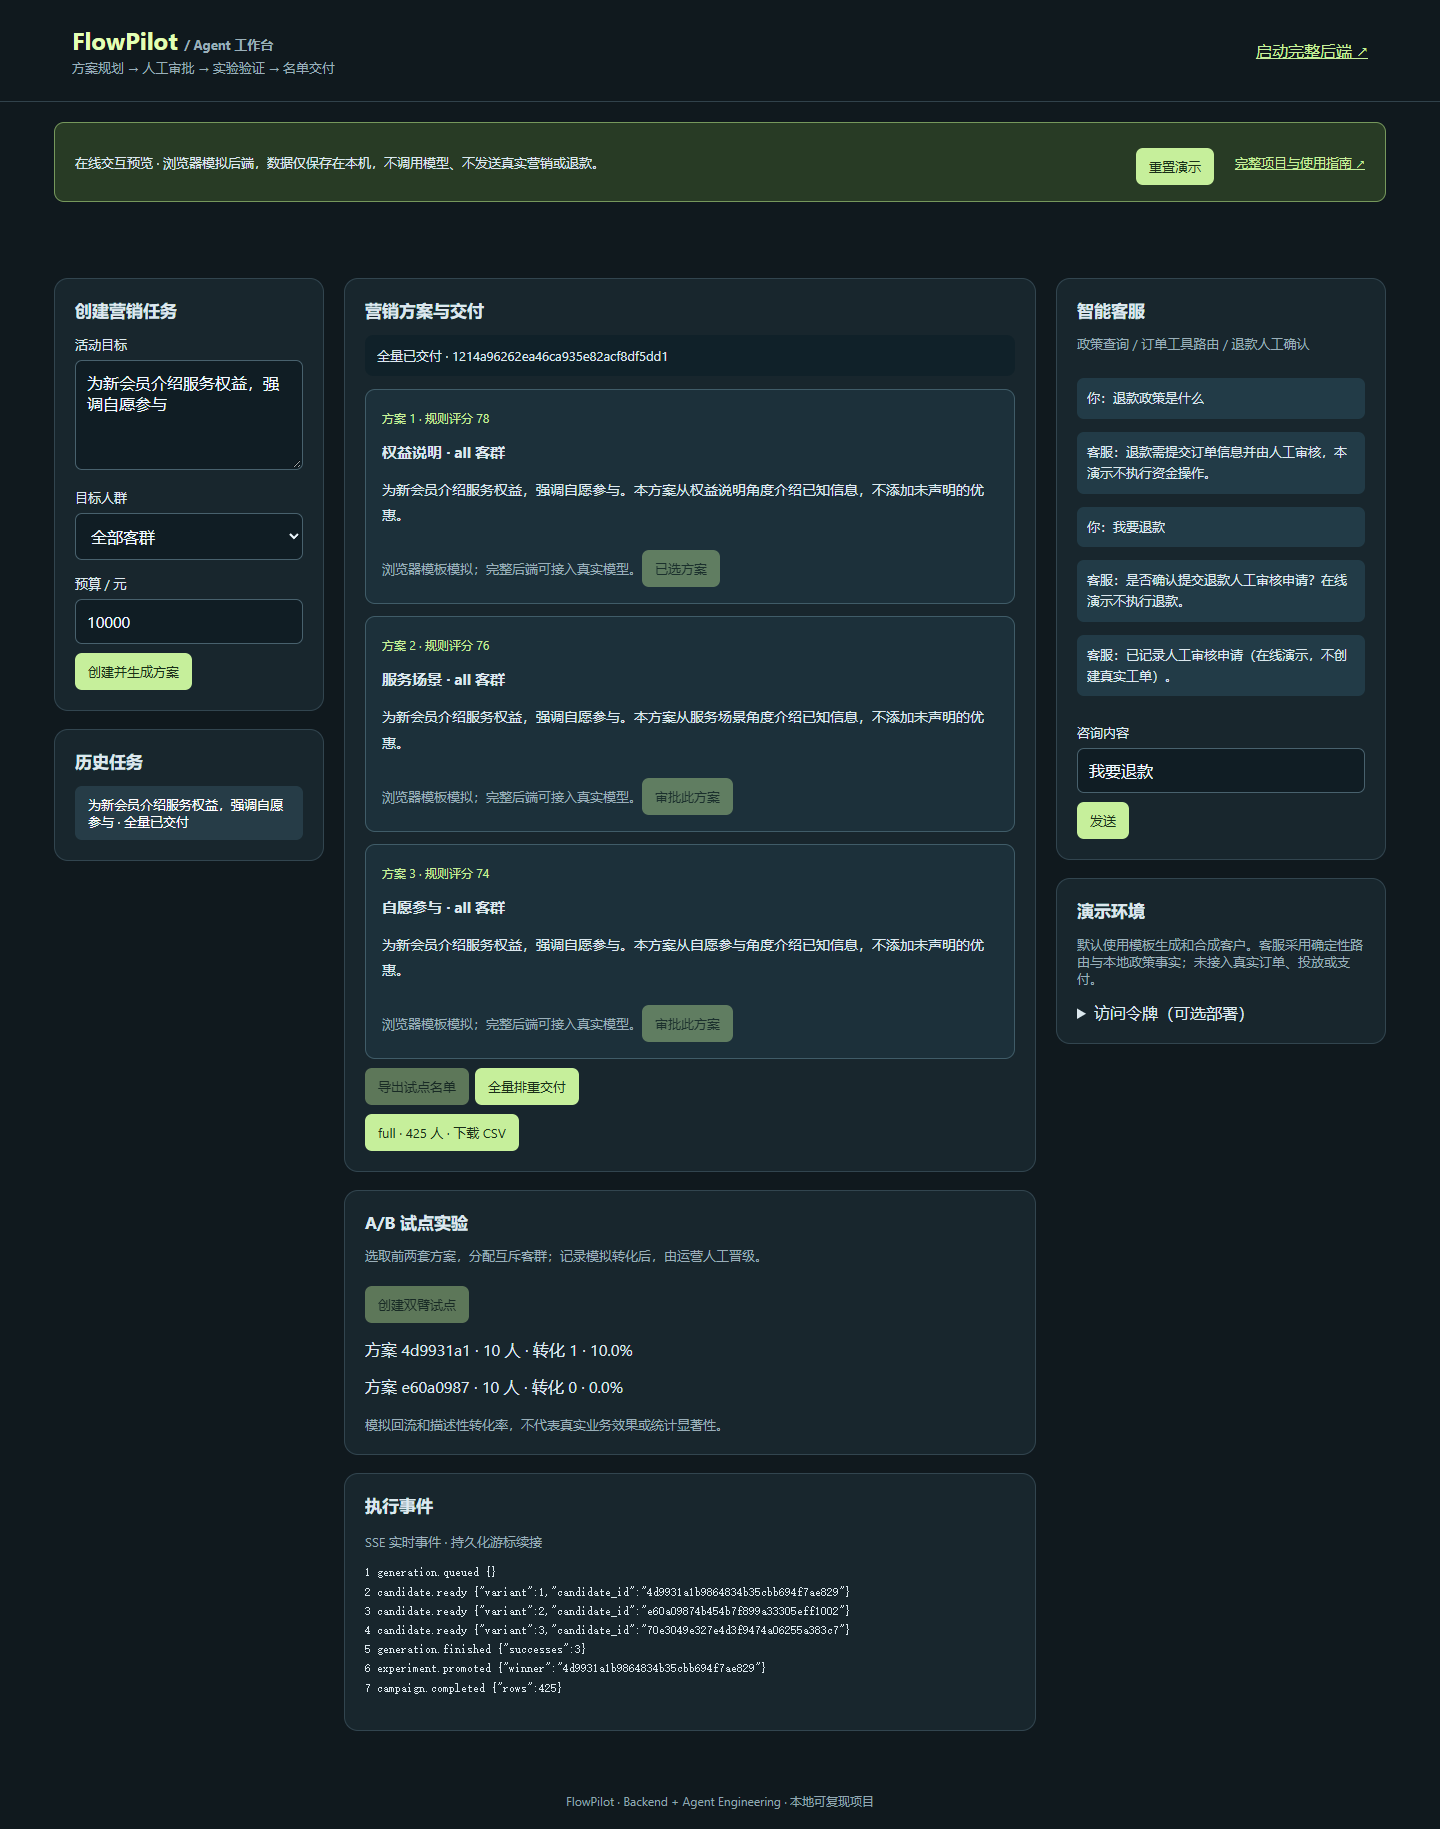 FlowPilot / Agent 工作台
方案规划 → 人工审批 → 实验验证 → 名单交付
启动完整后端 ↗
在线交互预览 · 浏览器模拟后端，数据仅保存在本机，不调用模型、不发送真实营销或退款。
重置演示
完整项目与使用指南 ↗
创建营销任务
活动目标
为新会员介绍服务权益，强
调自愿参与
目标人群
全部客群
预算 / 元
10000
创建并生成方案
历史任务
为新会员介绍服务权益，强调自愿
参与 · 全量已交付
营销方案与交付
全量已交付 · 1214a96262ea46ca935e82acf8df5dd1
方案 1 · 规则评分 78
权益说明 · all 客群
为新会员介绍服务权益，强调自愿参与。本方案从权益说明角度介绍已知信息，不添加未声明的优
惠。
浏览器模板模拟；完整后端可接入真实模型。
已选方案
方案 2 · 规则评分 76
服务场景 · all 客群
为新会员介绍服务权益，强调自愿参与。本方案从服务场景角度介绍已知信息，不添加未声明的优
惠。
浏览器模板模拟；完整后端可接入真实模型。
审批此方案
方案 3 · 规则评分 74
自愿参与 · all 客群
为新会员介绍服务权益，强调自愿参与。本方案从自愿参与角度介绍已知信息，不添加未声明的优
惠。
浏览器模板模拟；完整后端可接入真实模型。
审批此方案
导出试点名单
全量排重交付
full · 425 人 · 下载 CSV
A/B 试点实验
选取前两套方案，分配互斥客群；记录模拟转化后，由运营人工晋级。
创建双臂试点
方案 4d9931a1 · 10 人 · 转化 1 · 10.0%
方案 e60a0987 · 10 人 · 转化 0 · 0.0%
模拟回流和描述性转化率，不代表真实业务效果或统计显著性。
执行事件
SSE 实时事件 · 持久化游标续接
1 generation.queued {}
2 candidate.ready {"variant":1,"candidate_id":"4d9931a1b9864834b35cbb694f7ae829"}
3 candidate.ready {"variant":2,"candidate_id":"e60a09874b454b7f899a33305eff1002"}
4 candidate.ready {"variant":3,"candidate_id":"70e3049e327e4d3f9474a06255a383c7"}
5 generation.finished {"successes":3}
6 experiment.promoted {"winner":"4d9931a1b9864834b35cbb694f7ae829"}
7 campaign.completed {"rows":425}
智能客服
政策查询 / 订单工具路由 / 退款人工确认
你：退款政策是什么
客服：退款需提交订单信息并由人工审核，本
演示不执行资金操作。
你：我要退款
客服：是否确认提交退款人工审核申请？在线
演示不执行退款。
客服：已记录人工审核申请（在线演示，不创
建真实工单）。
咨询内容
我要退款
发送
演示环境
默认使用模板生成和合成客户。客服采用确定性路
由与本地政策事实；未接入真实订单、投放或支
付。
▶ 访问令牌（可选部署）
FlowPilot · Backend + Agent Engineering · 本地可复现项目